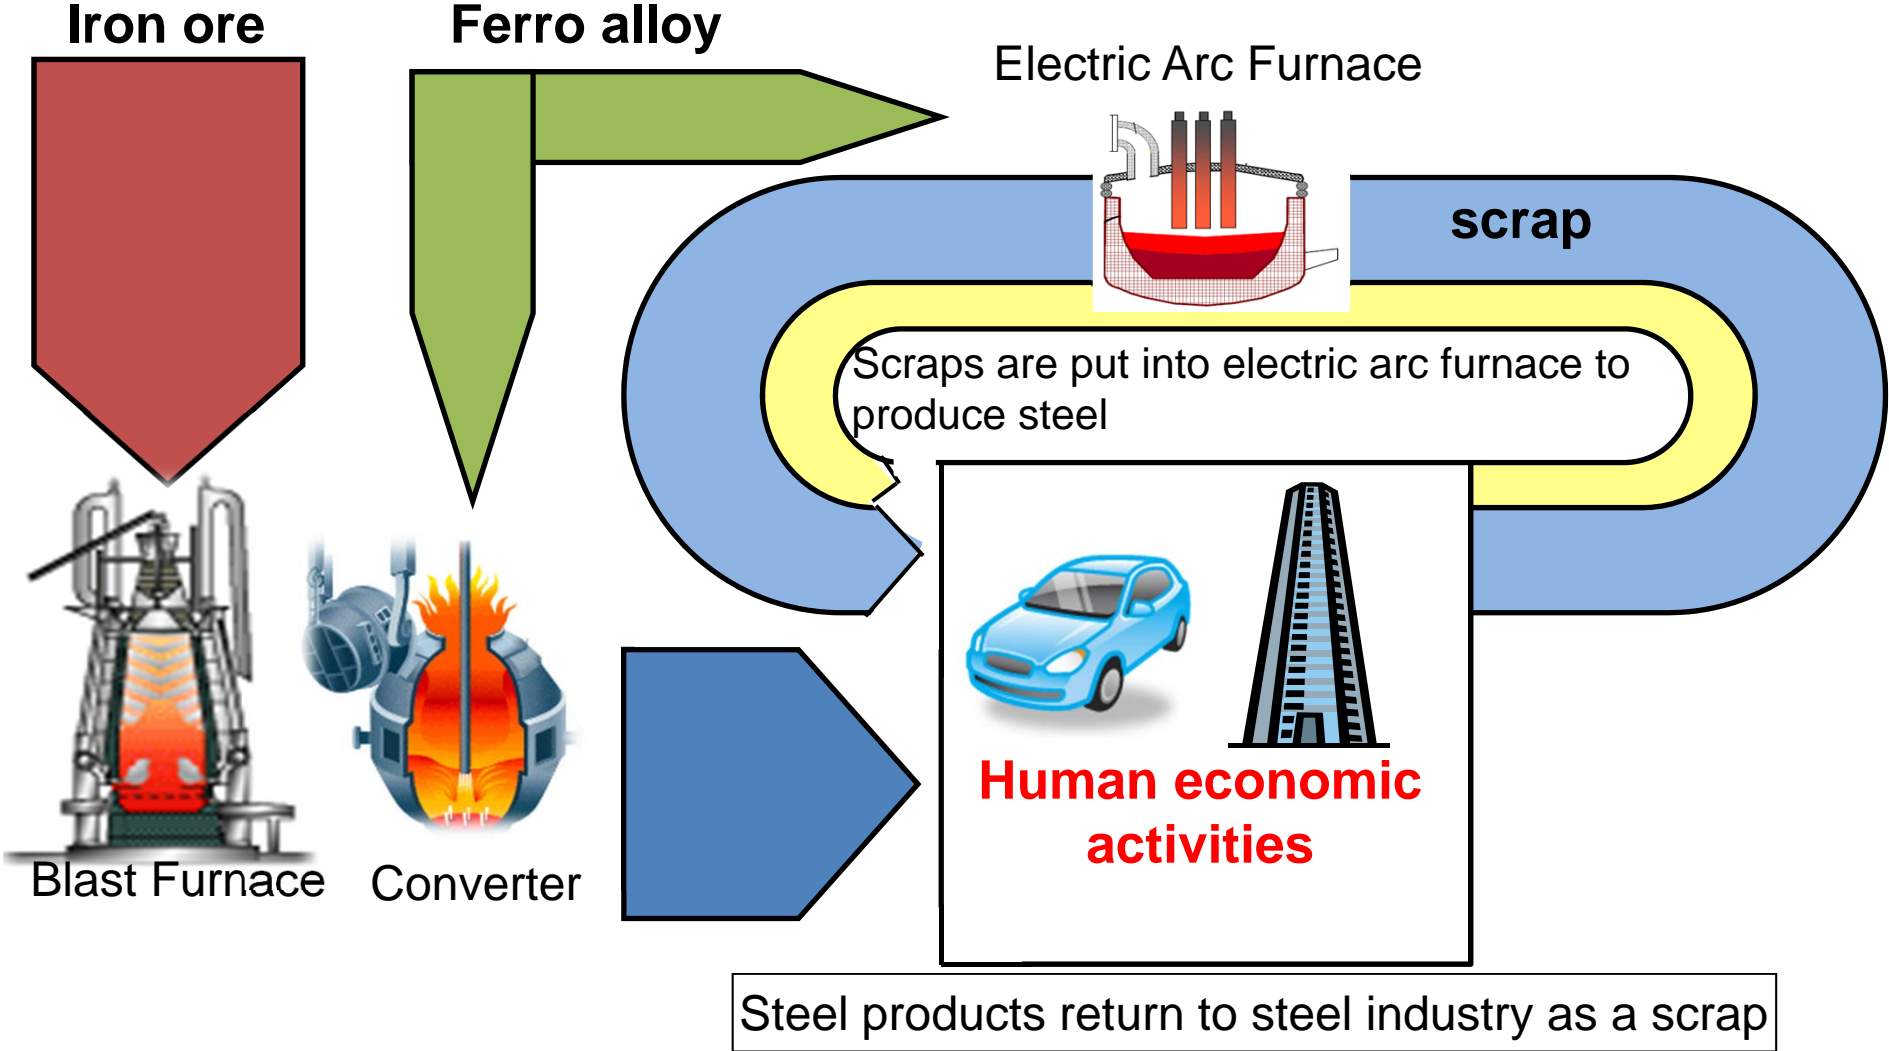 Iron ore
Ferro alloy
Electric Arc Furnace
scrap
Scraps are put into electric arc furnace to
produce steel
Human economic
activities
Blast Furnace
Converter
Steel products return to steel industry as a scrap